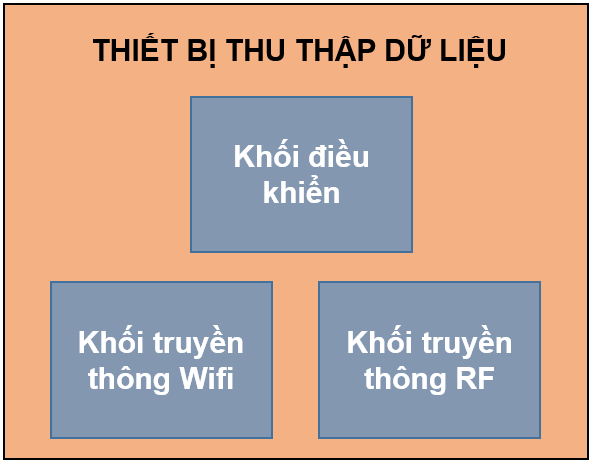 THIẾT BỊ THU THẬP DỮ LIỆU
Khối điều
khiển
Khối truyền
thông Wifi
Khối truyền
thông RF